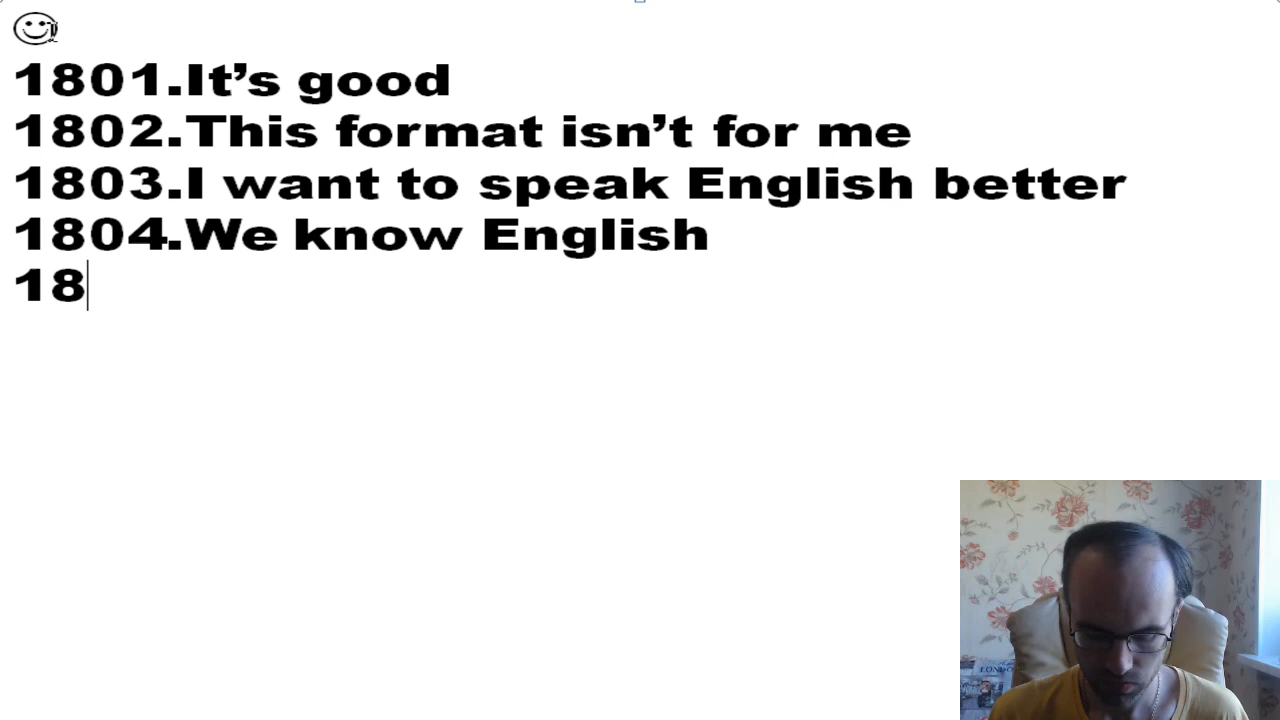 1801.It’s good
1802.This format isn’t for me
1803.I want to speak English better
1804.We know English
18
LONDON